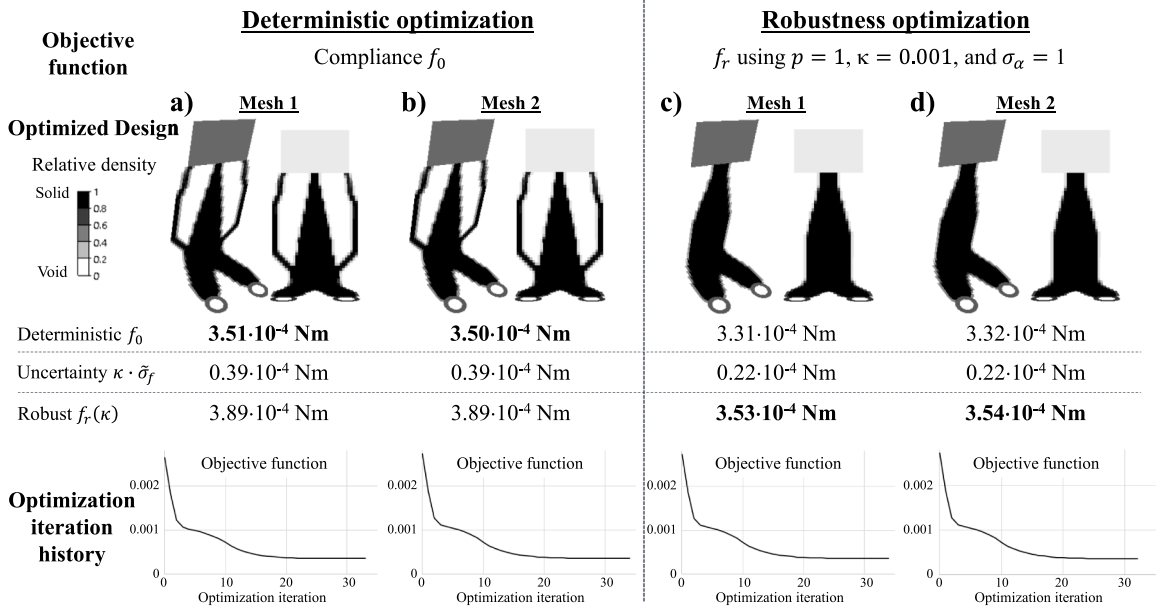 Deterministic optimization
Robustness optimization
Objective
function
Compliance f₀
fᵣ using p = 1, κ = 0.001, and σ_α = 1
a) Mesh 1
b) Mesh 2
c) Mesh 1
d) Mesh 2
Optimized Design
Relative density
Solid
1
0.8
0.6
0.4
0.2
Void
0
Deterministic f₀ 3.51·10⁻⁴ Nm 3.50·10⁻⁴ Nm 3.31·10⁻⁴ Nm 3.32·10⁻⁴ Nm
Uncertainty κ · σ̃_f 0.39·10⁻⁴ Nm 0.39·10⁻⁴ Nm 0.22·10⁻⁴ Nm 0.22·10⁻⁴ Nm
Robust fᵣ(κ) 3.89·10⁻⁴ Nm 3.89·10⁻⁴ Nm 3.53·10⁻⁴ Nm 3.54·10⁻⁴ Nm
Optimization
iteration
history
Objective function
0.002
0.001
0
0 10 20 30
Optimization iteration
Objective function
0.002
0.001
0
0 10 20 30
Optimization iteration
Objective function
0.002
0.001
0
0 10 20 30
Optimization iteration
Objective function
0.002
0.001
0
0 10 20 30
Optimization iteration